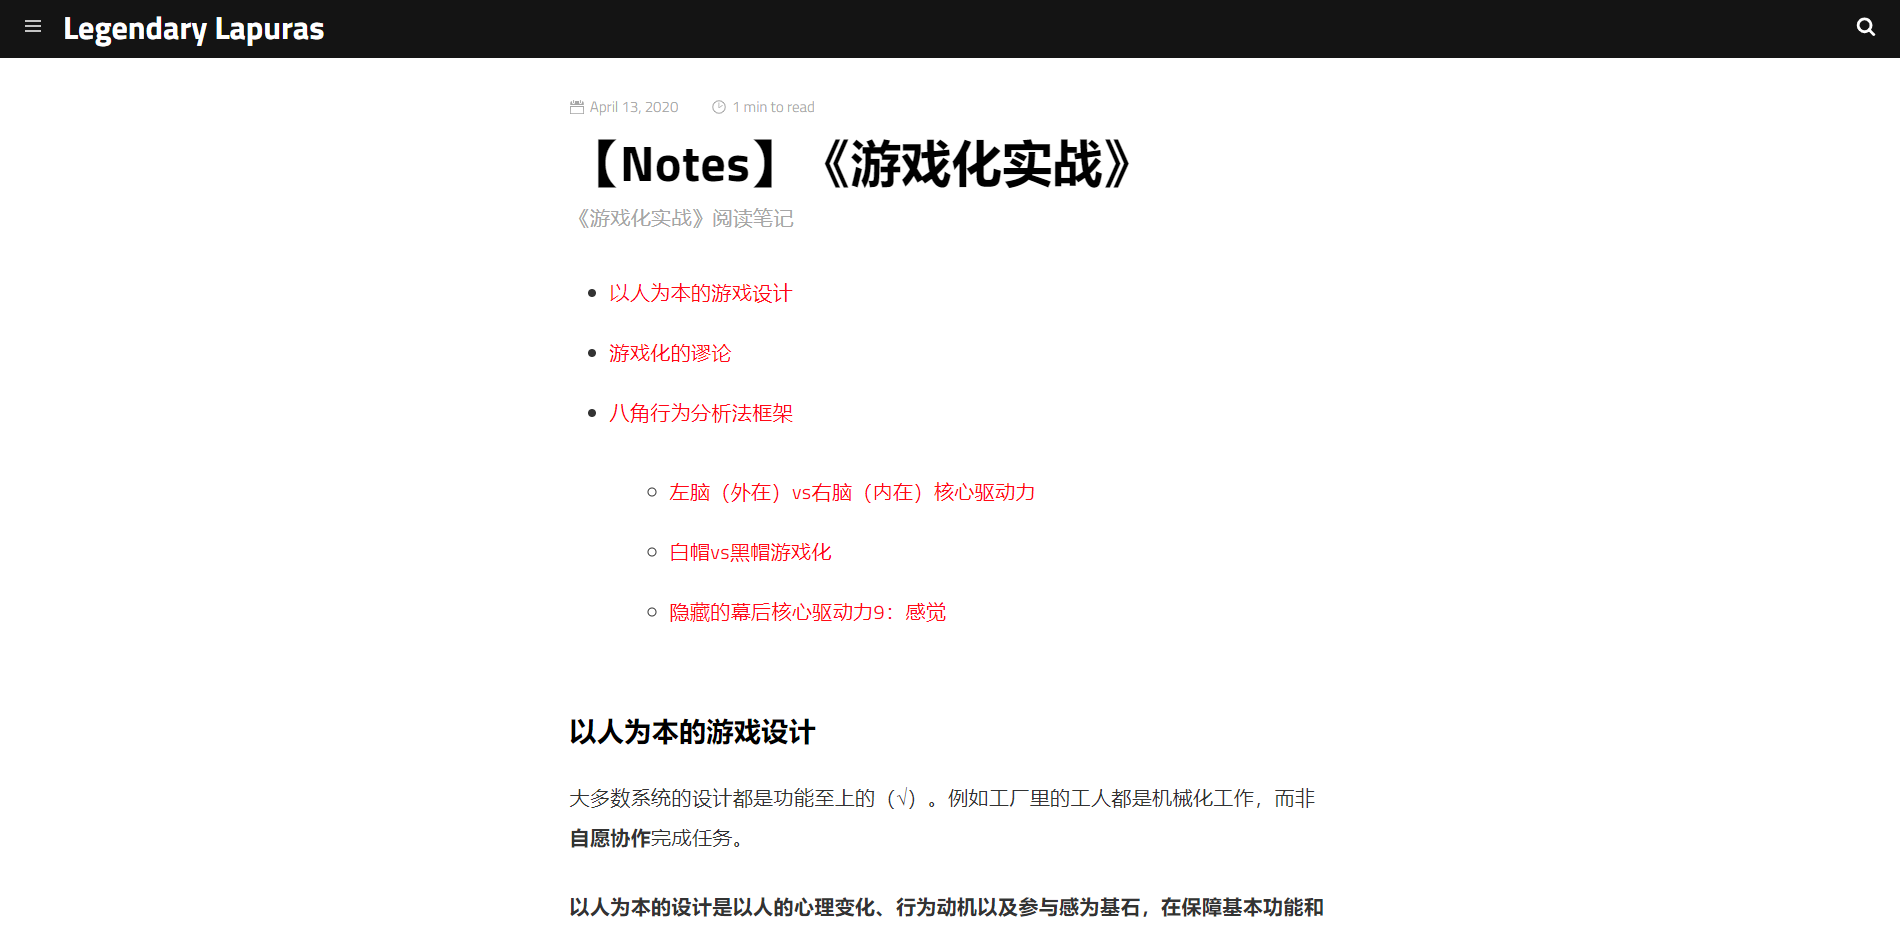 Legendary Lapuras
April 13, 2020 1 min to read
【Notes】《游戏化实战》
《游戏化实战》阅读笔记
以人为本的游戏设计
游戏化的谬论
八角行为分析法框架
左脑（外在）vs右脑（内在）核心驱动力
白帽vs黑帽游戏化
隐藏的幕后核心驱动力9：感觉
以人为本的游戏设计
大多数系统的设计都是功能至上的（√）。例如工厂里的工人都是机械化工作，而非
自愿协作完成任务。
以人为本的设计是以人的心理变化、行为动机以及参与感为基石，在保障基本功能和